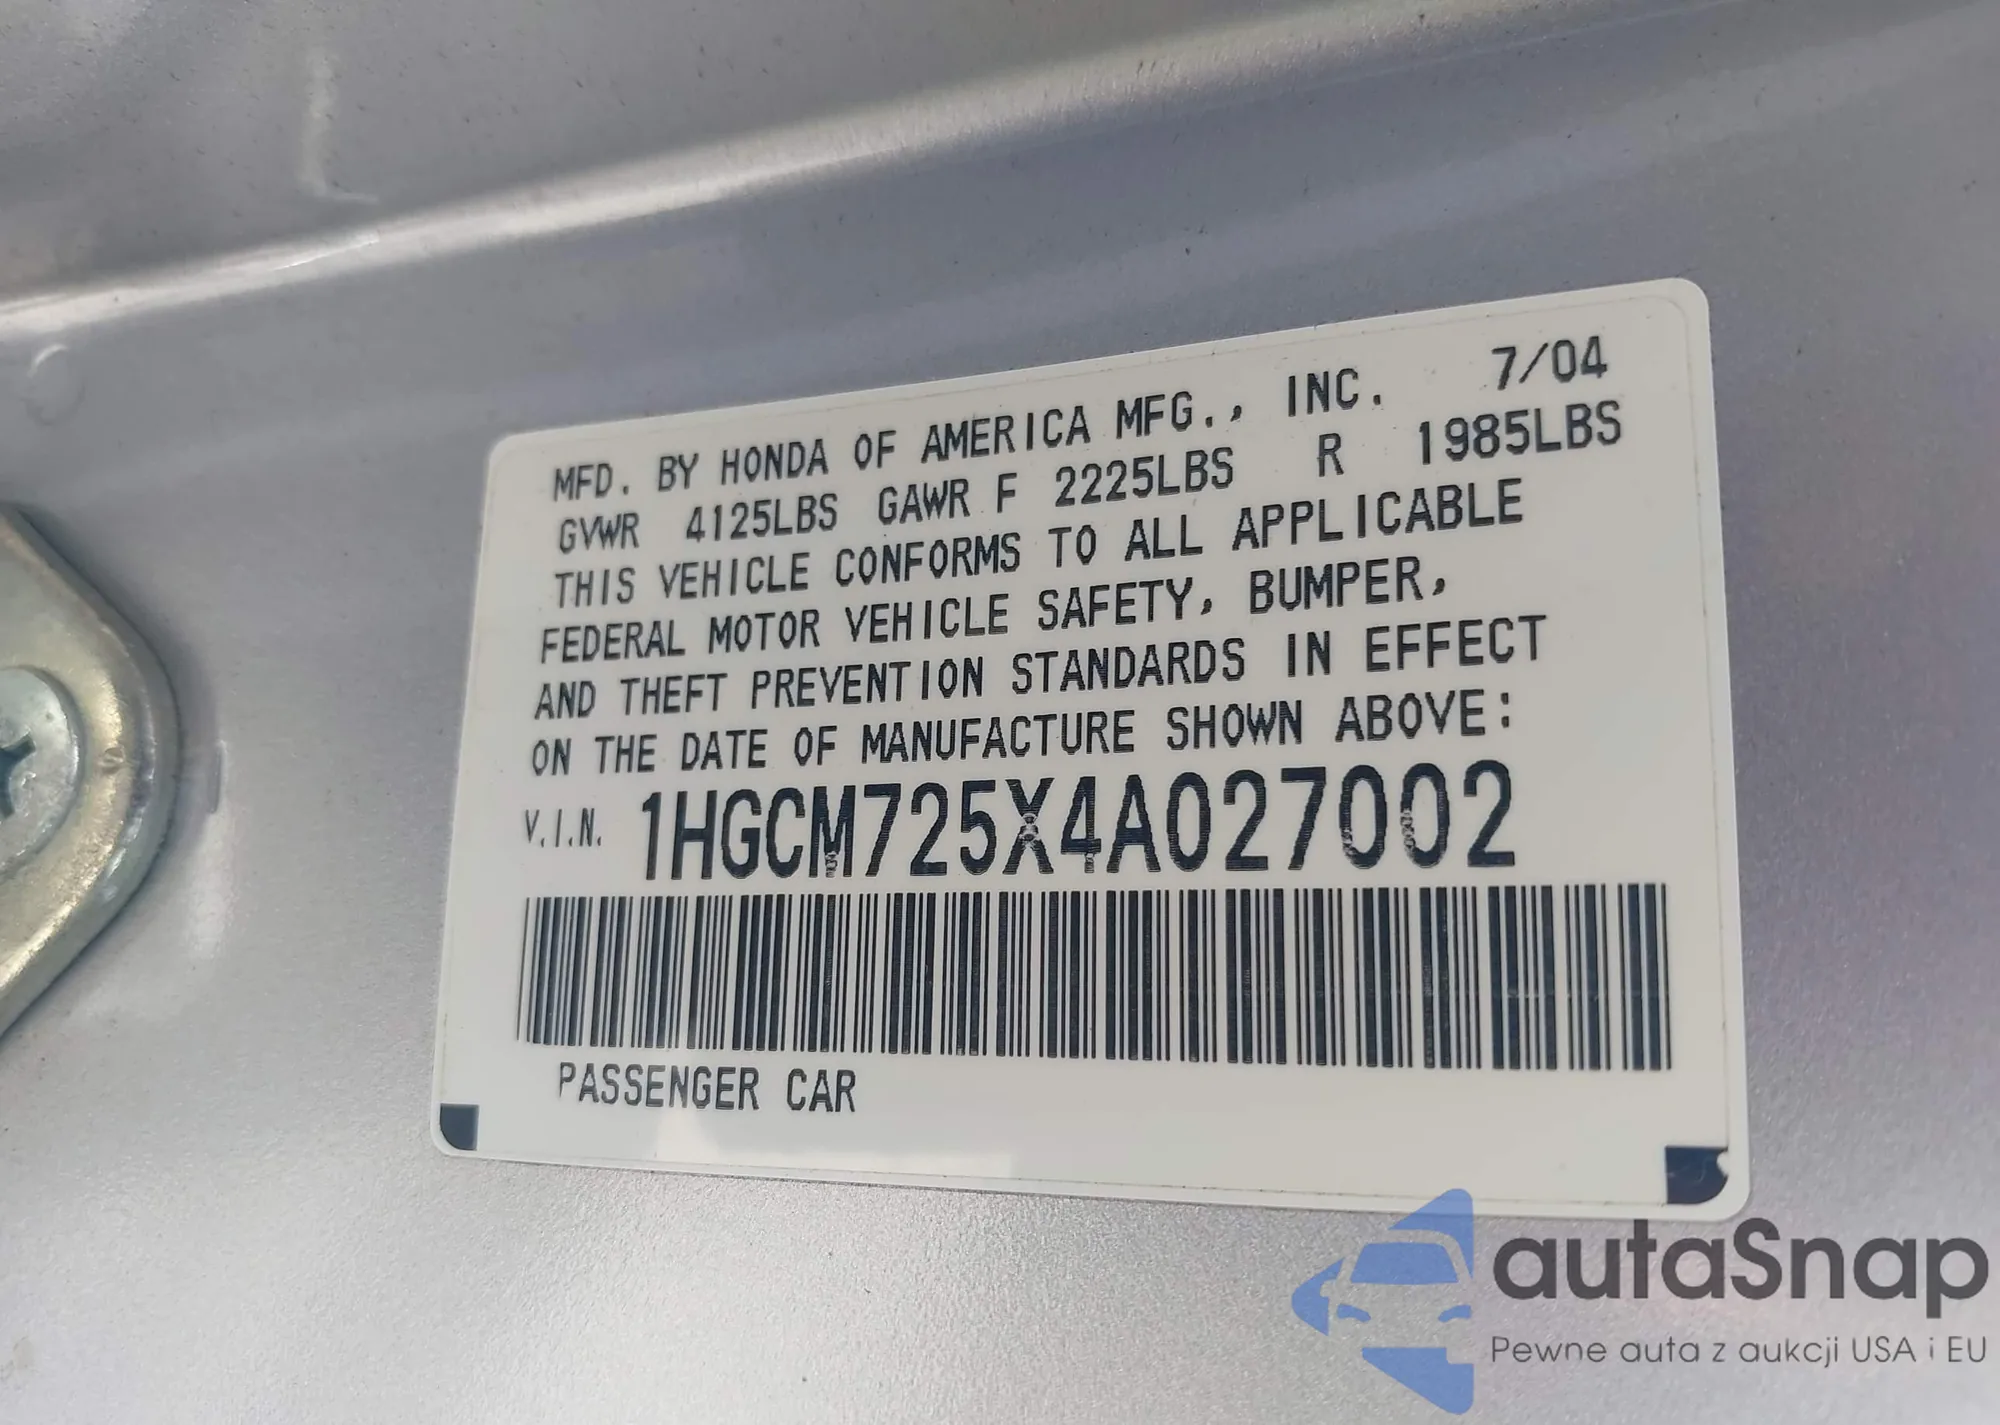 MFD. BY HONDA OF AMERICA MFG., INC. 7/04
GVWR 4125LBS GAWR F 2225LBS R 1985LBS
THIS VEHICLE CONFORMS TO ALL APPLICABLE
FEDERAL MOTOR VEHICLE SAFETY, BUMPER,
AND THEFT PREVENTION STANDARDS IN EFFECT
ON THE DATE OF MANUFACTURE SHOWN ABOVE:
V.I.N. 1HGCM725X4A027002
PASSENGER CAR
autaSnap
Pewne auta z aukcji USA i EU